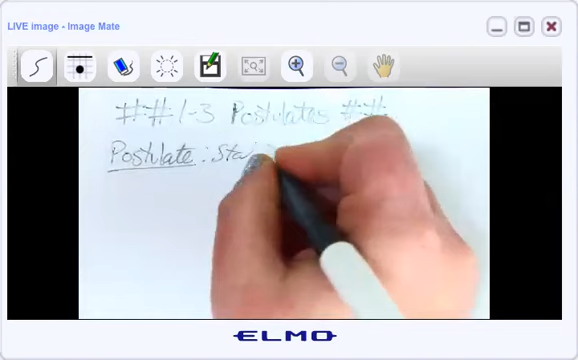 LIVE image - Image Mate
##1-3 Postulates ##
Postulate: Sta
ELMO